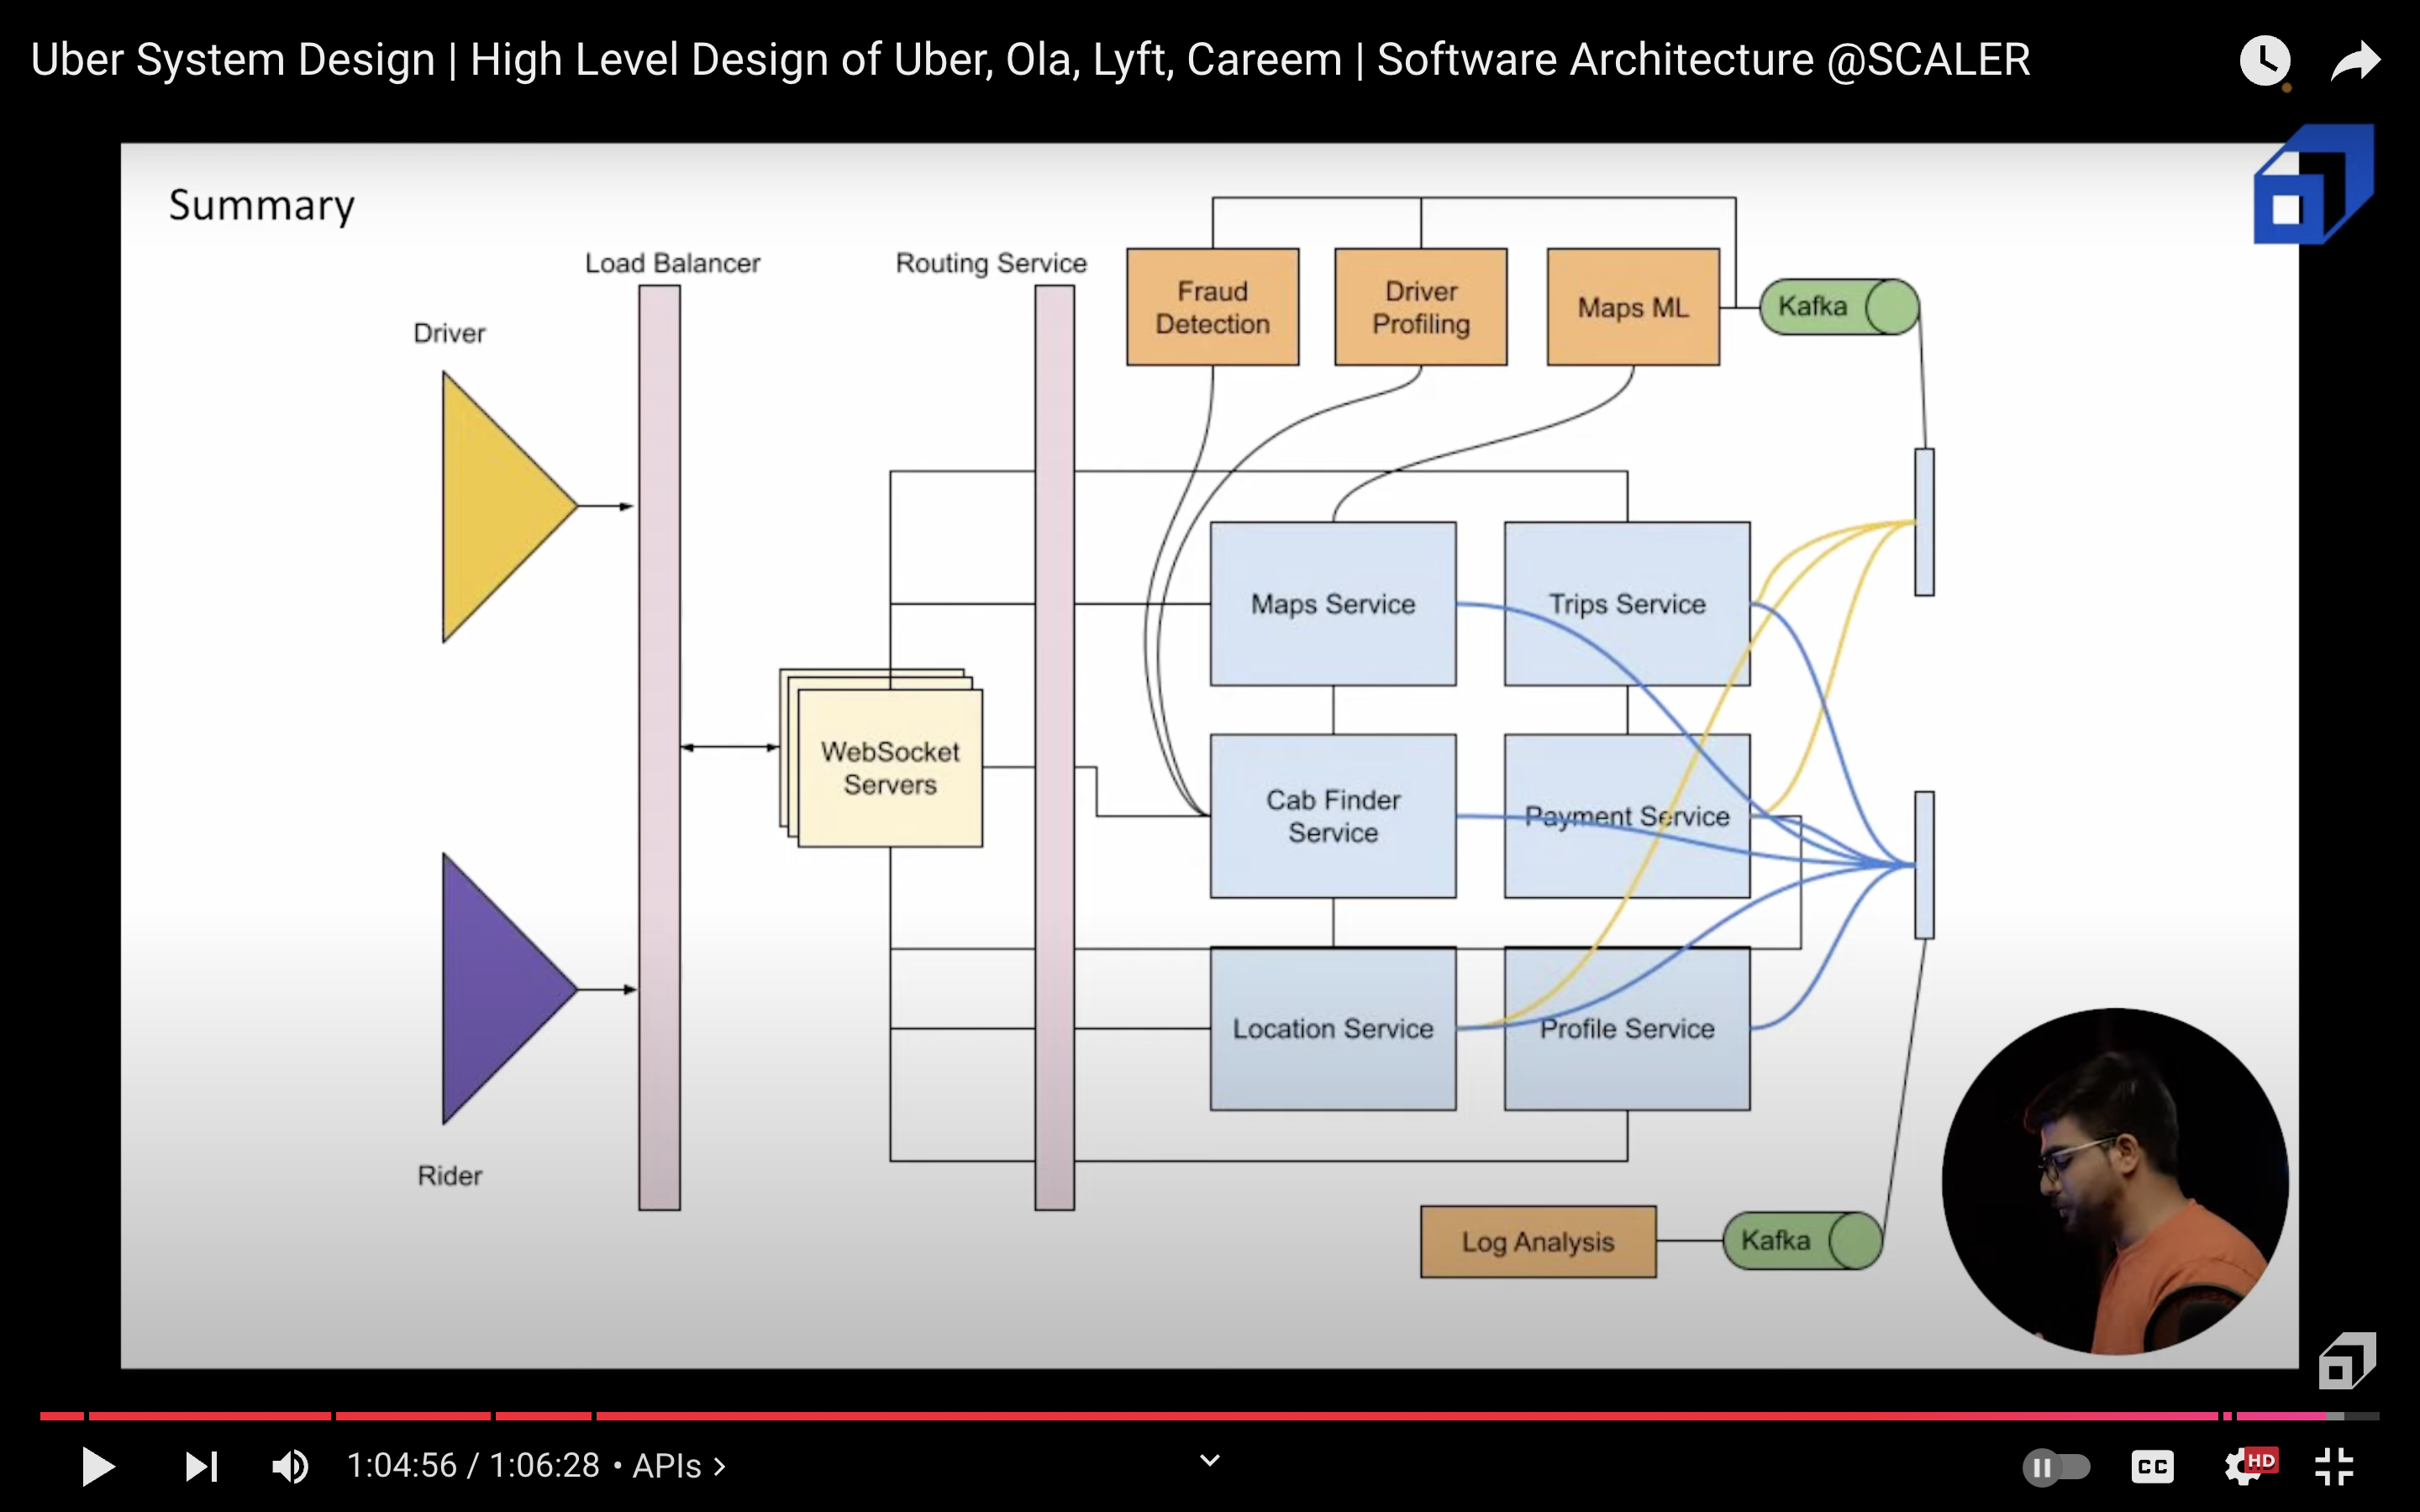 Uber System Design | High Level Design of Uber, Ola, Lyft, Careem | Software Architecture @SCALER
Summary
Load Balancer
Routing Service
Driver
Fraud
Detection
Driver
Profiling
Maps ML
Kafka
Maps Service
Trips Service
WebSocket
Servers
Cab Finder
Service
Payment Service
Location Service
Profile Service
Rider
Log Analysis
Kafka
1:04:56 / 1:06:28 • APIs >
CC
HD